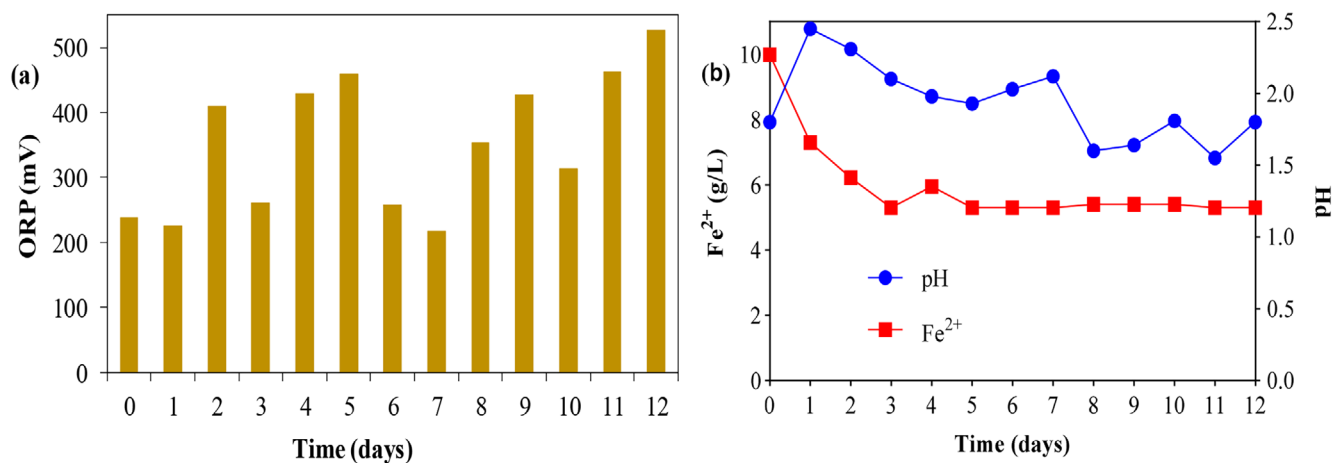 (a)
ORP (mV)
500
400
300
200
100
0
0 1 2 3 4 5 6 7 8 9 10 11 12
Time (days)
(b)
Fe²⁺ (g/L)
10
8
6
4
2
0
2.5
2.0
1.5
1.0
0.5
0.0
pH
pH
Fe²⁺
0 1 2 3 4 5 6 7 8 9 10 11 12
Time (days)